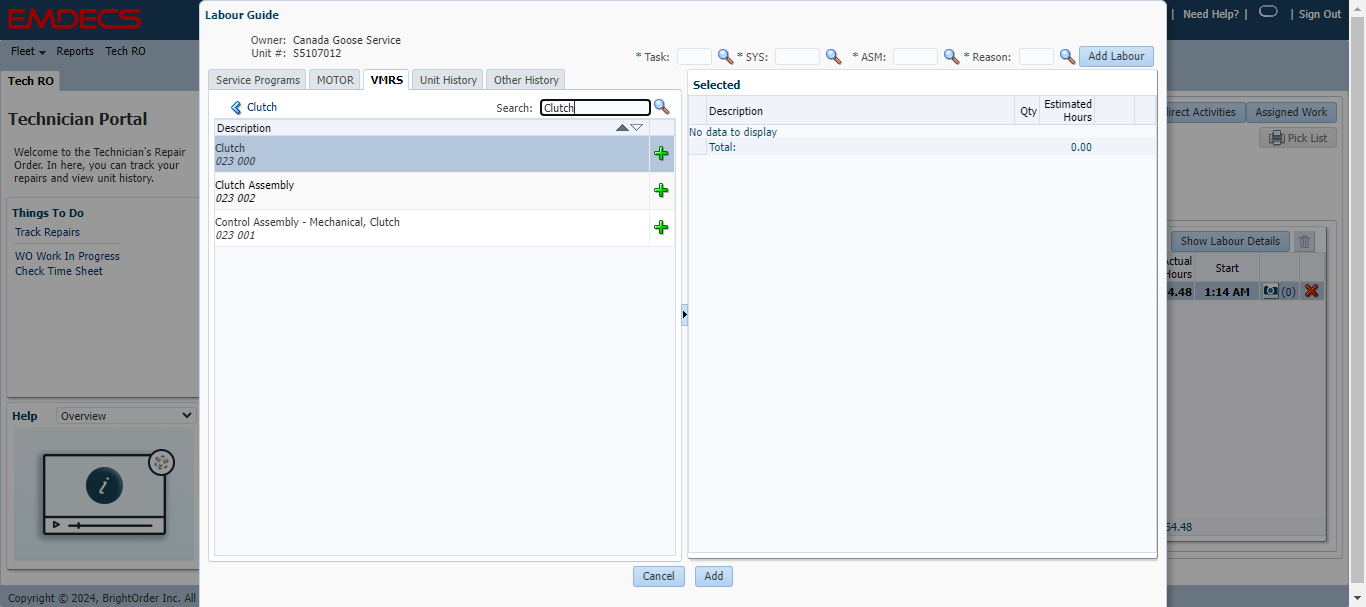 EMDECS
| Need Help? | | Sign Out
Fleet Reports Tech RO
Tech RO
Technician Portal
Welcome to the Technician's Repair
Order. In here, you can track your
repairs and view unit history.
Things To Do
Track Repairs
WO Work In Progress
Check Time Sheet
Help Overview
i
Copyright © 2024, BrightOrder Inc. All
Labour Guide
Owner: Canada Goose Service
Unit #: S5107012
* Task: * SYS: * ASM: * Reason: Add Labour
Service Programs MOTOR VMRS Unit History Other History
Clutch Search: Clutch
Description
Clutch
023 000
Clutch Assembly
023 002
Control Assembly - Mechanical, Clutch
023 001
Selected
Description Qty Estimated
Hours
No data to display
Total: 0.00
Cancel Add
direct Activities Assigned Work
Pick List
Show Labour Details
Actual
Hours Start
4.48 1:14 AM (0)
54.48